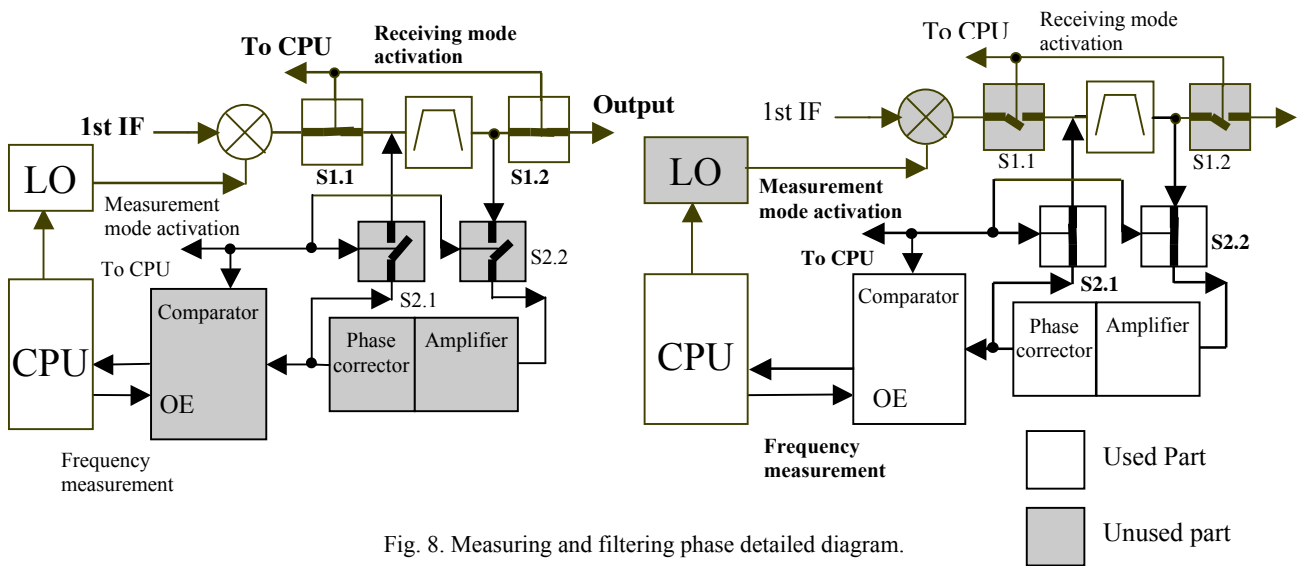 To CPU
Receiving mode
activation
Output
1st IF
S1.1
S1.2
LO
Measurement
mode activation
To CPU
S2.1
S2.2
Comparator
OE
Phase
corrector
Amplifier
CPU
Frequency
measurement
To CPU
Receiving mode
activation
1st IF
S1.1
S1.2
LO
Measurement
mode activation
To CPU
S2.1
S2.2
Comparator
OE
Phase
corrector
Amplifier
CPU
Frequency
measurement
Used Part
Unused part
Fig. 8. Measuring and filtering phase detailed diagram.